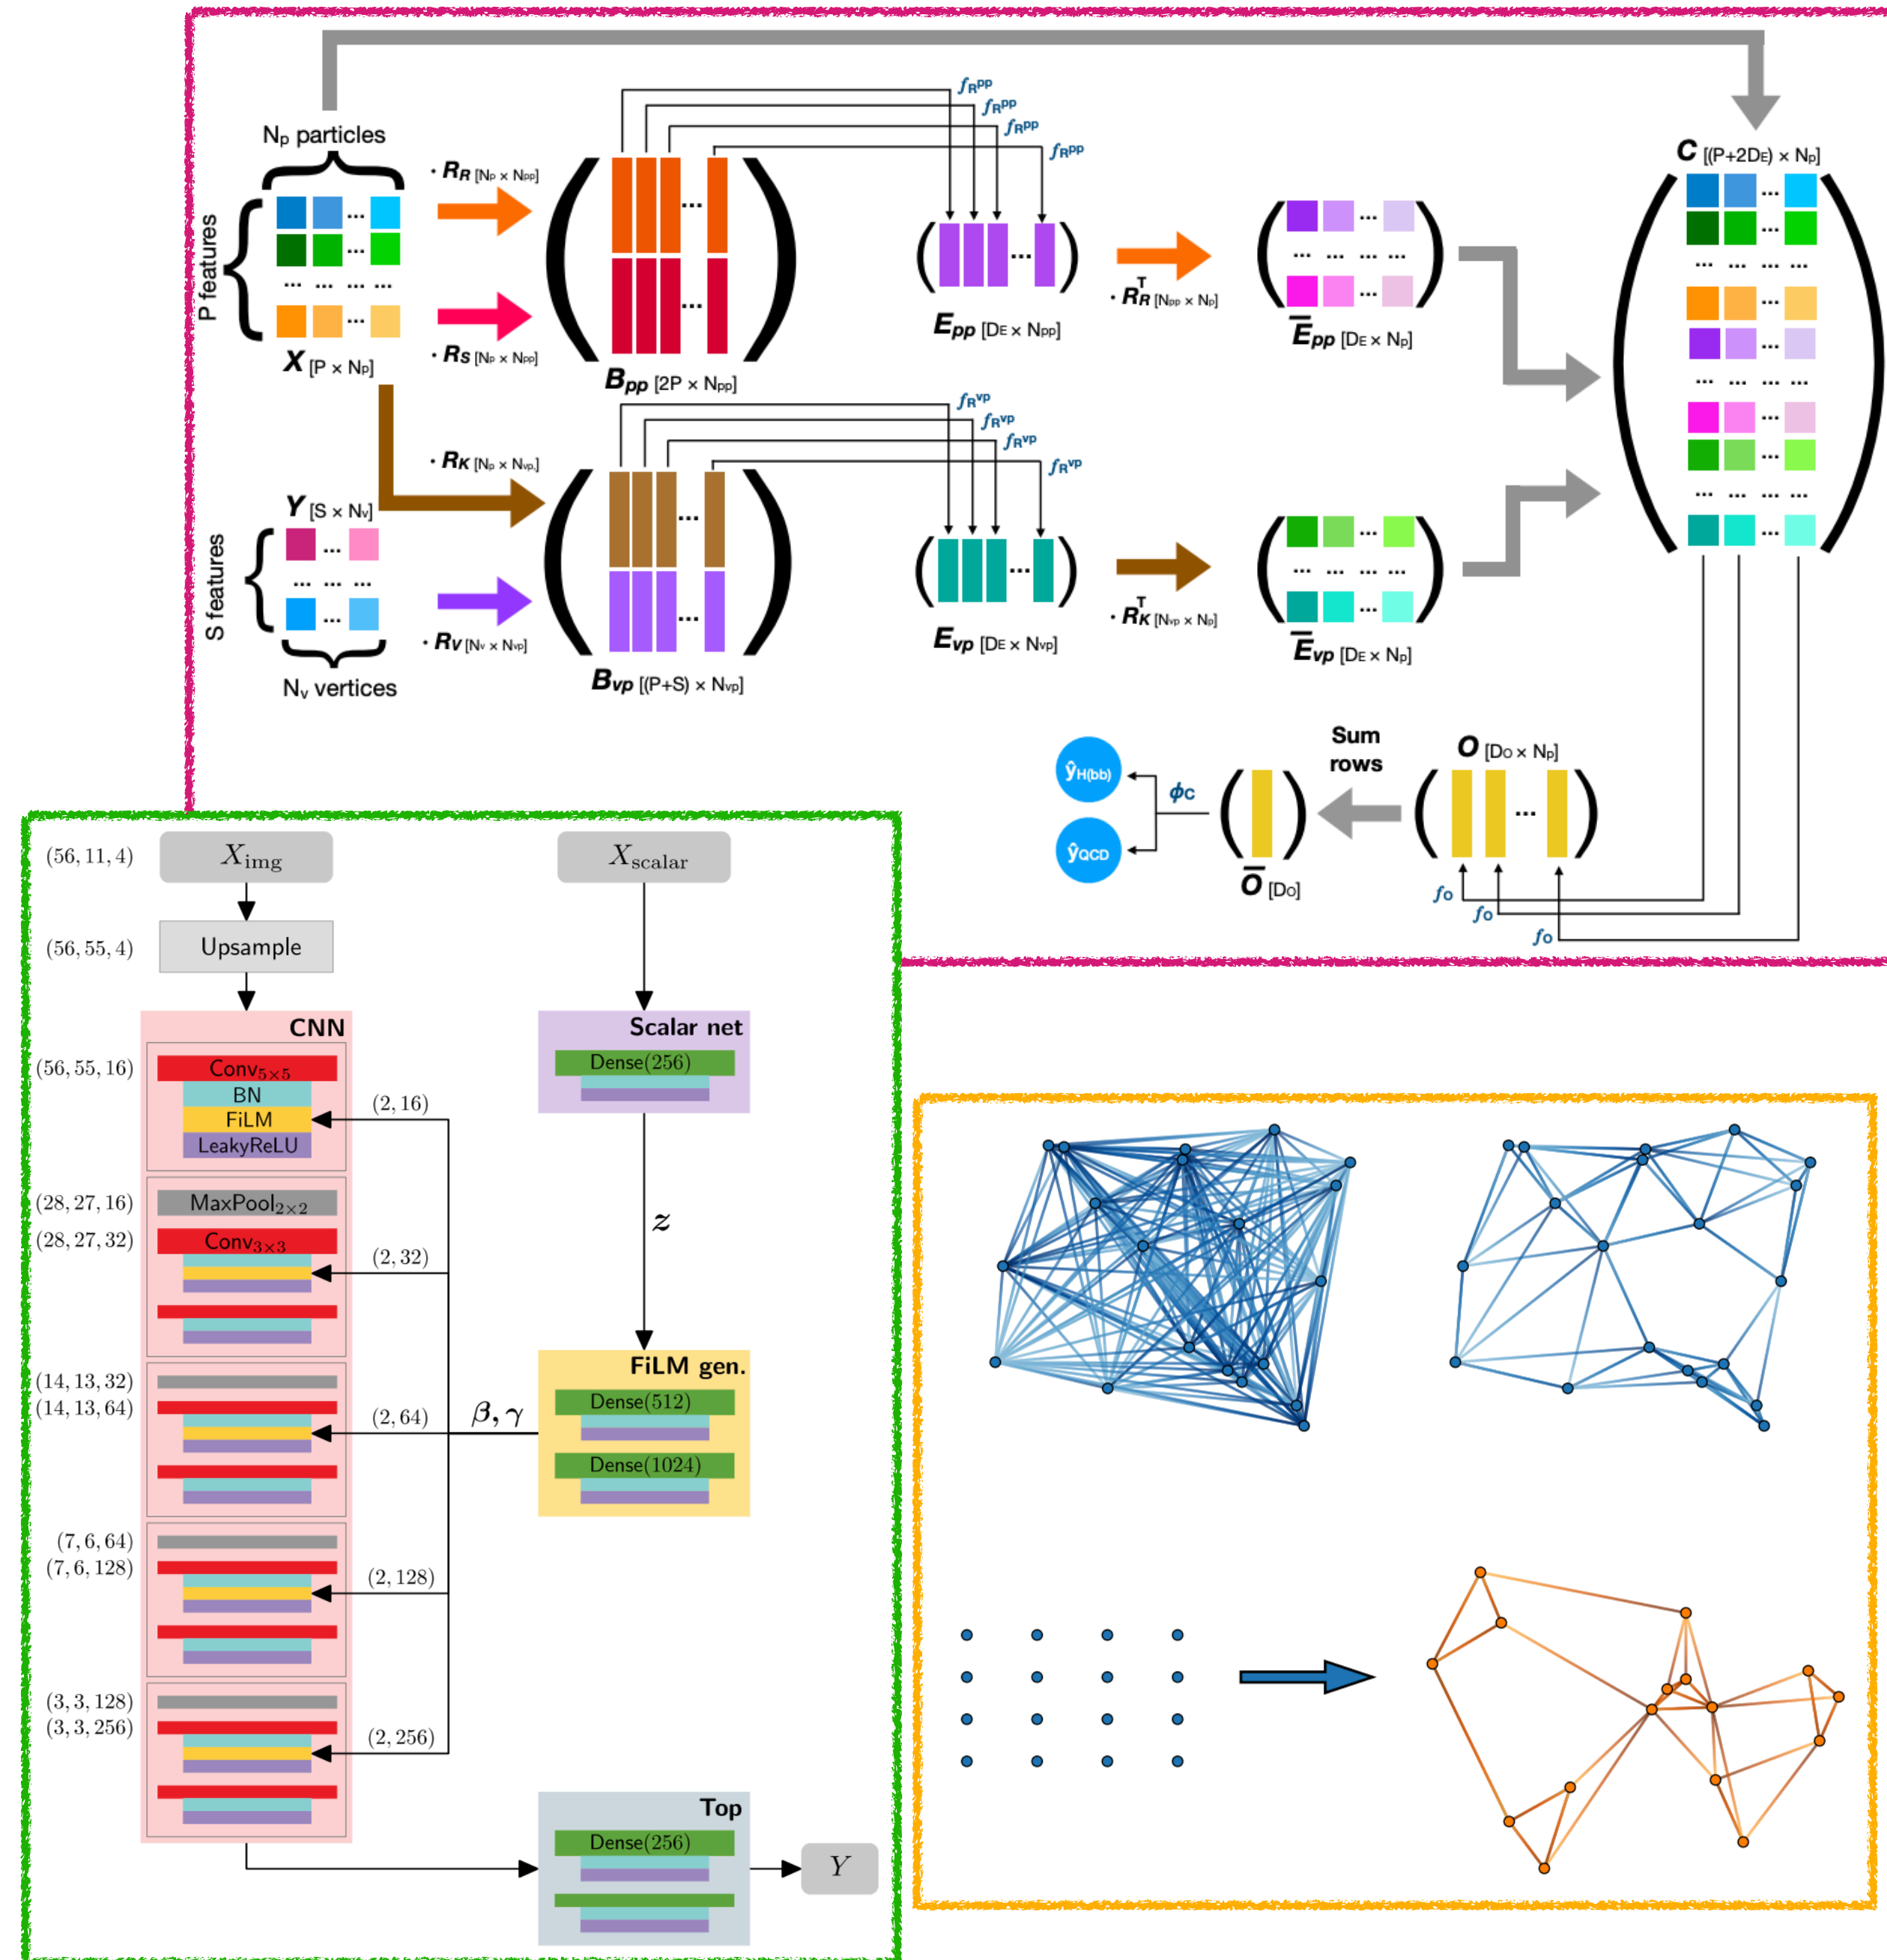 N_p particles
P features
X [P × N_p]
· R_R [N_P × N_PP]
· R_S [N_P × N_PP]
B_pp [2P × N_pp]
f_R^pp
f_R^pp
f_R^pp
f_R^pp
E_pp [D_E × N_pp]
· R_R^T [N_pp × N_p]
E̅_pp [D_E × N_p]
C [(P+2D_E) × N_p]
Y [S × N_v]
S features
N_v vertices
· R_K [N_P × N_vp,]
· R_V [N_v × N_vp]
B_vp [(P+S) × N_vp]
f_R^vp
f_R^vp
f_R^vp
f_R^vp
E_vp [D_E × N_vp]
· R_K^T [N_vp × N_p]
E̅_vp [D_E × N_p]
O [D_O × N_p]
Sum
rows
O̅ [D_O]
ϕ_C
ŷ_H(bb)
ŷ_QCD
f_O
f_O
f_O
(56, 11, 4)
X_img
X_scalar
(56, 55, 4)
Upsample
CNN
(56, 55, 16)
Conv_5×5
BN
FiLM
LeakyReLU
(2, 16)
(28, 27, 16)
MaxPool_2×2
(28, 27, 32)
Conv_3×3
(2, 32)
(14, 13, 32)
(14, 13, 64)
(2, 64)
(7, 6, 64)
(7, 6, 128)
(2, 128)
(3, 3, 128)
(3, 3, 256)
(2, 256)
Scalar net
Dense(256)
z
FiLM gen.
Dense(512)
Dense(1024)
β, γ
Top
Dense(256)
Y